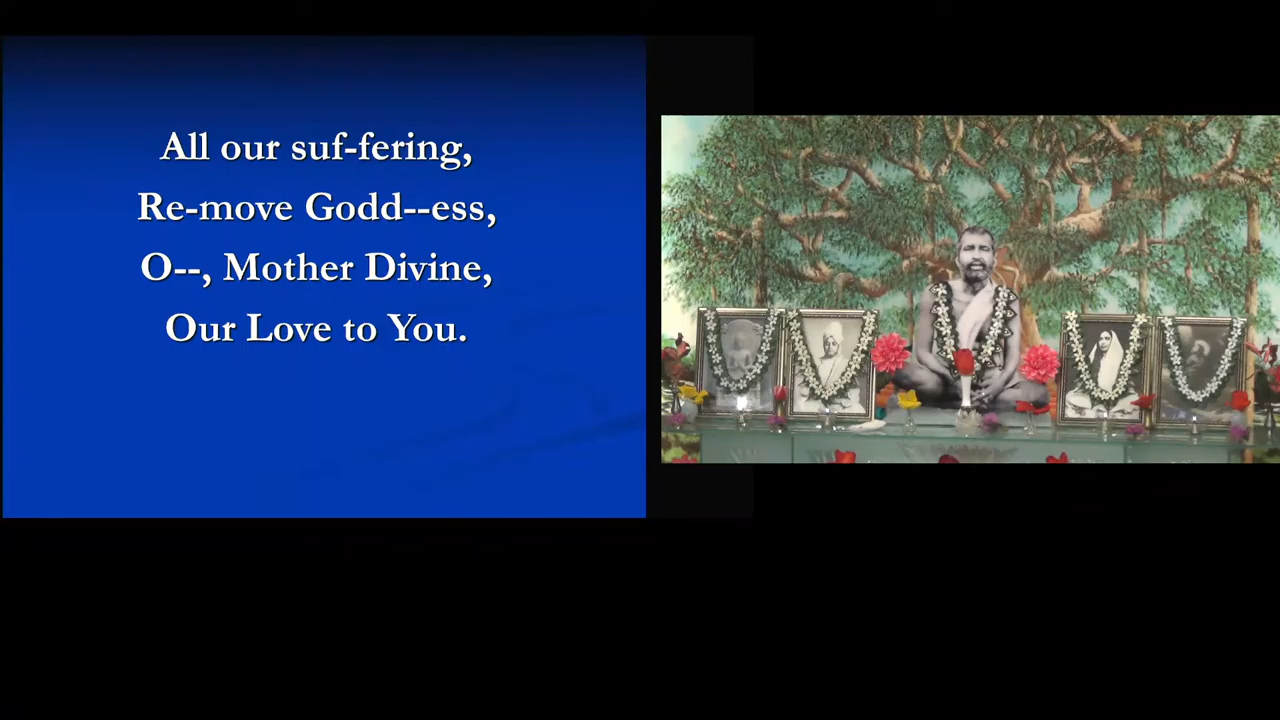 All our suf-fering,
Re-move Godd--ess,
O--, Mother Divine,
Our Love to You.